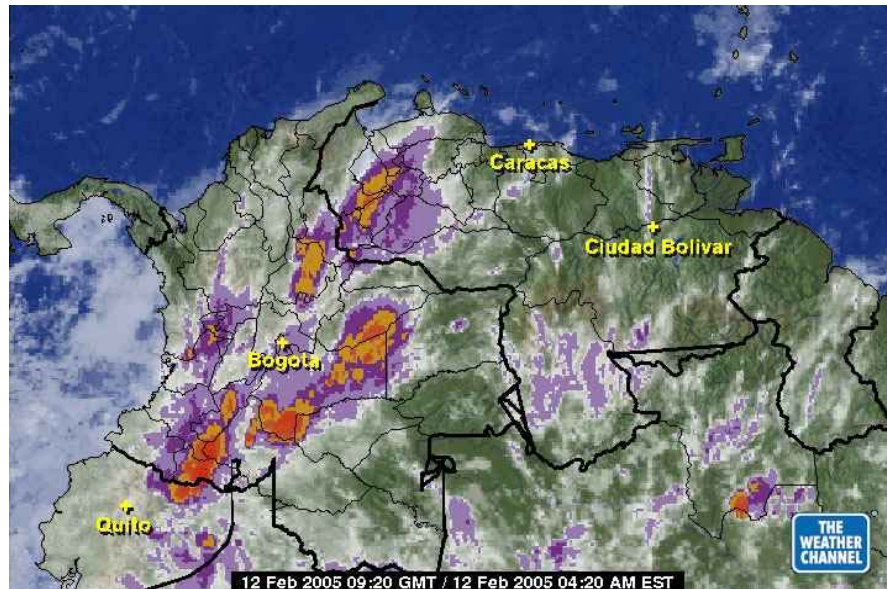 Caracas
Ciudad Bolivar
Bogota
Quito
THE
WEATHER
CHANNEL
12 Feb 2005 09:20 GMT / 12 Feb 2005 04:20 AM EST